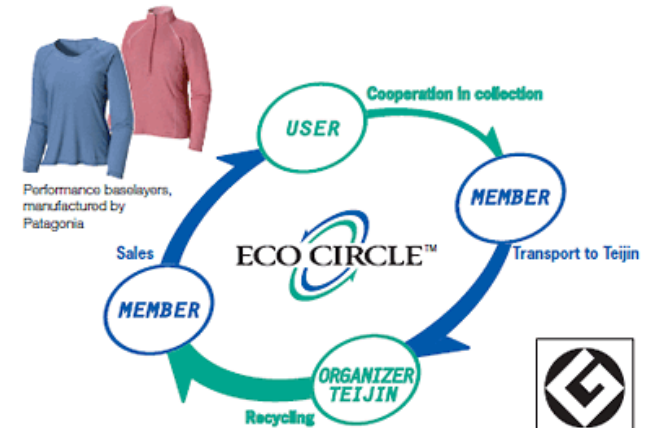 Cooperation in collection
USER
Performance baselayers,
manufactured by
Patagonia
MEMBER
Sales
ECO CIRCLE™
Transport to Teijin
MEMBER
ORGANIZER
TEIJIN
Recycling